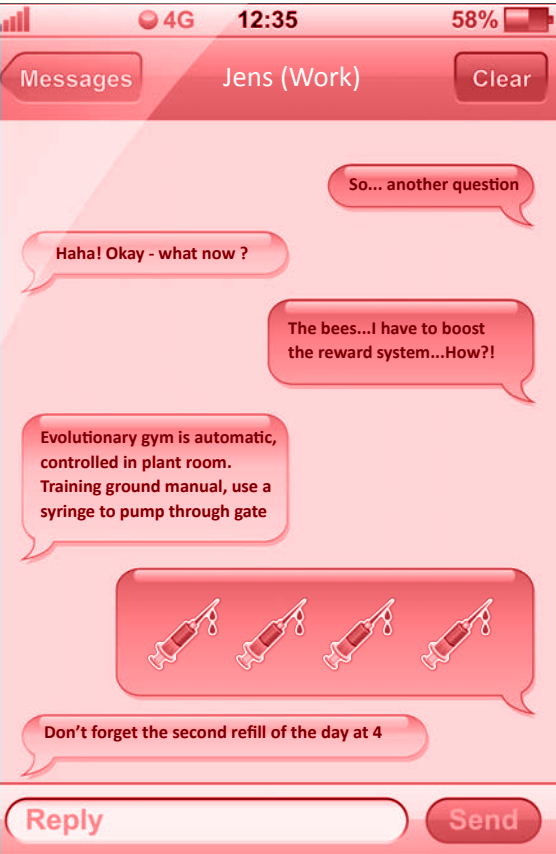 4G 12:35 58%
Messages Jens (Work) Clear
So... another question
Haha! Okay - what now ?
The bees...I have to boost
the reward system...How?!
Evolutionary gym is automatic,
controlled in plant room.
Training ground manual, use a
syringe to pump through gate
Don't forget the second refill of the day at 4
Reply Send